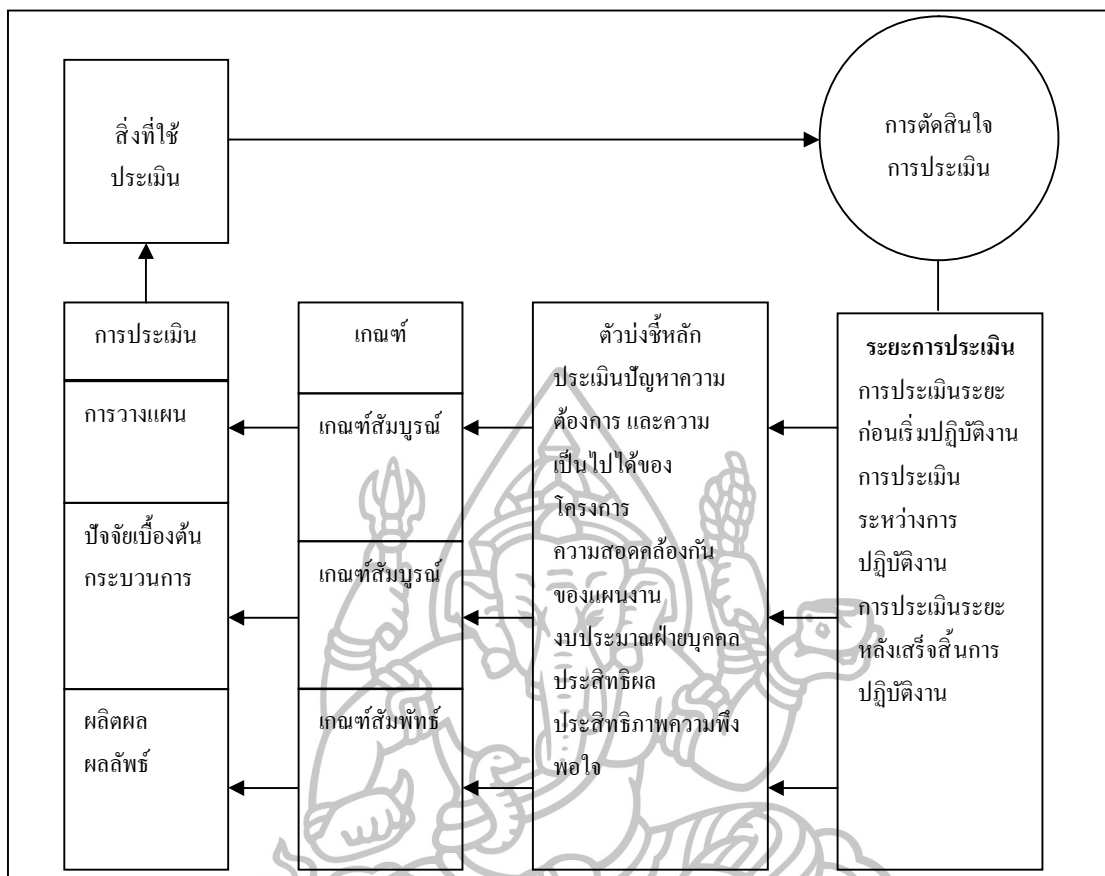 สิ่งที่ใช้
ประเมิน
การตัดสินใจ
การประเมิน
การประเมิน
การวางแผน
ปัจจัยเบื้องต้น
กระบวนการ
ผลิตผล
ผลลัพธ์
เกณฑ์
เกณฑ์สัมบูรณ์
เกณฑ์สัมบูรณ์
เกณฑ์สัมพัทธ์
ตัวบ่งชี้หลัก
ประเมินปัญหาความ
ต้องการ และความ
เป็นไปได้ของ
โครงการ
ความสอดคล้องกัน
ของแผนงาน
งบประมาณฝ่ายบุคคล
ประสิทธิผล
ประสิทธิภาพความพึง
พอใจ
ระยะการประเมิน
การประเมินระยะ
ก่อนเริ่มปฏิบัติงาน
การประเมิน
ระหว่างการ
ปฏิบัติงาน
การประเมินระยะ
หลังเสร็จสิ้นการ
ปฏิบัติงาน